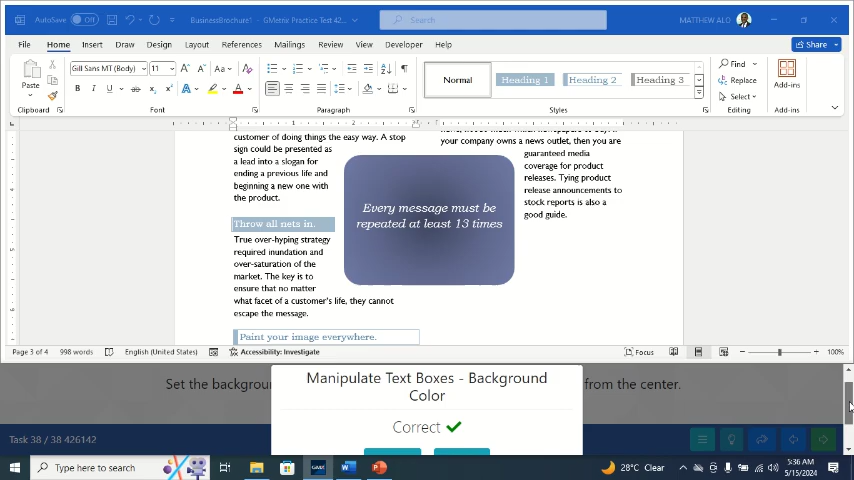 AutoSave Off
BusinessBrochure1 - GMetrix Practice Test 42...
Search
MATTHEW ALO
File Home Insert Draw Design Layout References Mailings Review View Developer Help
Share
Paste
Clipboard
Gill Sans MT (Body) 11
Font
Paragraph
Normal
Heading 1
Heading 2
Heading 3
Styles
Find
Replace
Select
Editing
Add-ins
Add-ins
customer of doing things the easy way. A stop
sign could be presented as
a lead into a slogan for
ending a previous life and
beginning a new one with
the product.
Throw all nets in.
True over-hyping strategy
required inundation and
over-saturation of the
market. The key is to
ensure that no matter
what facet of a customer's life, they cannot
escape the message.
Paint your image everywhere.
Every message must be
repeated at least 13 times
your company owns a news outlet, then you are
guaranteed media
coverage for product
releases. Tying product
release announcements to
stock reports is also a
good guide.
Page 3 of 4 998 words English (United States) Accessibility: Investigate
Focus
100%
Set the backgroun
from the center.
Manipulate Text Boxes - Background
Color
Correct
Task 38 / 38 426142
Type here to search
28°C Clear
5:36 AM
5/15/2024